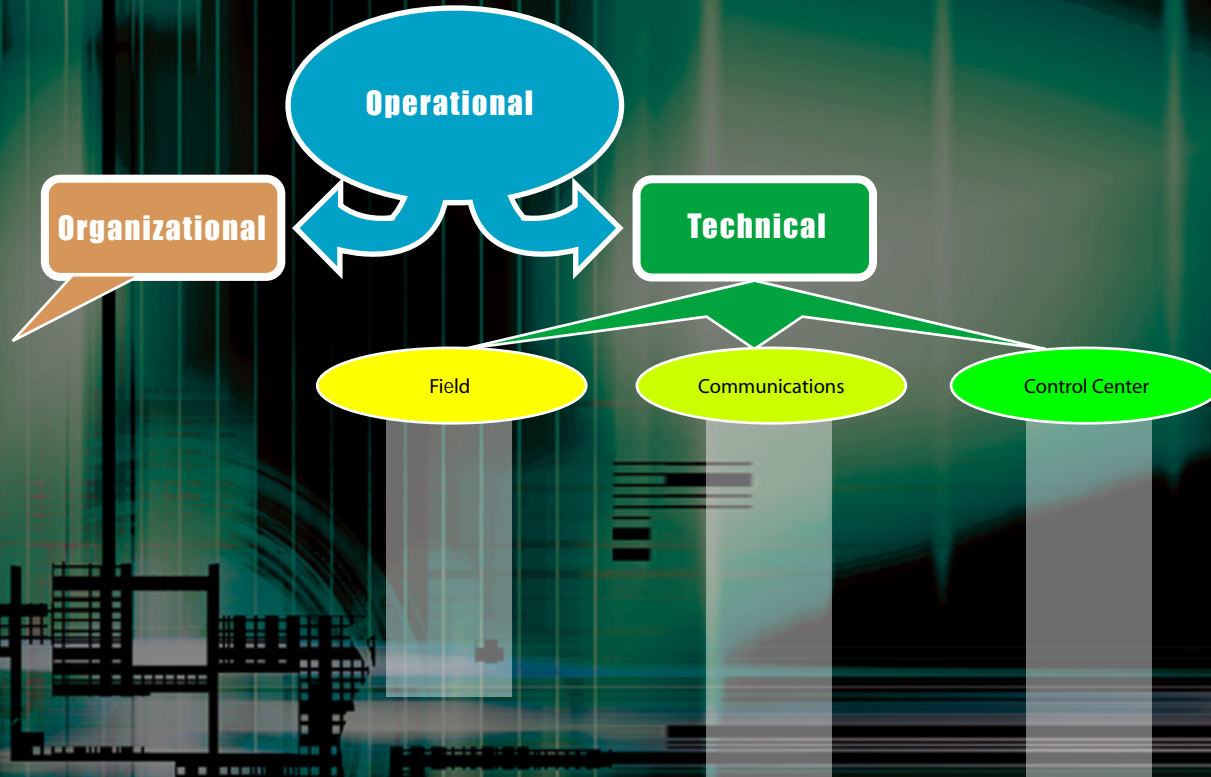 Operational
Organizational
Technical
Field
Communications
Control Center